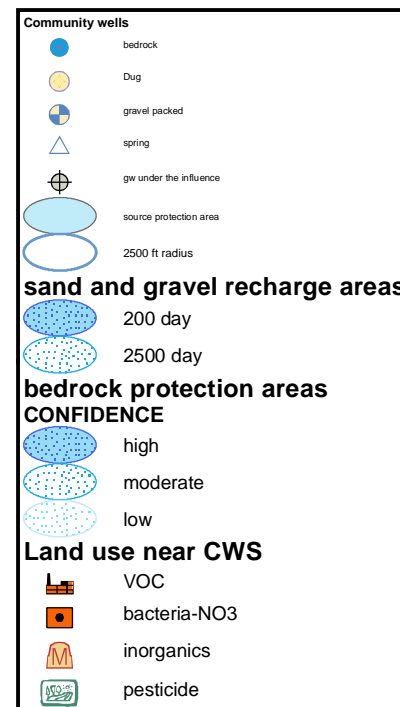 Community wells
bedrock
Dug
gravel packed
spring
gw under the influence
source protection area
2500 ft radius
sand and gravel recharge areas
200 day
2500 day
bedrock protection areas
CONFIDENCE
high
moderate
low
Land use near CWS
VOC
bacteria-NO3
M inorganics
pesticide